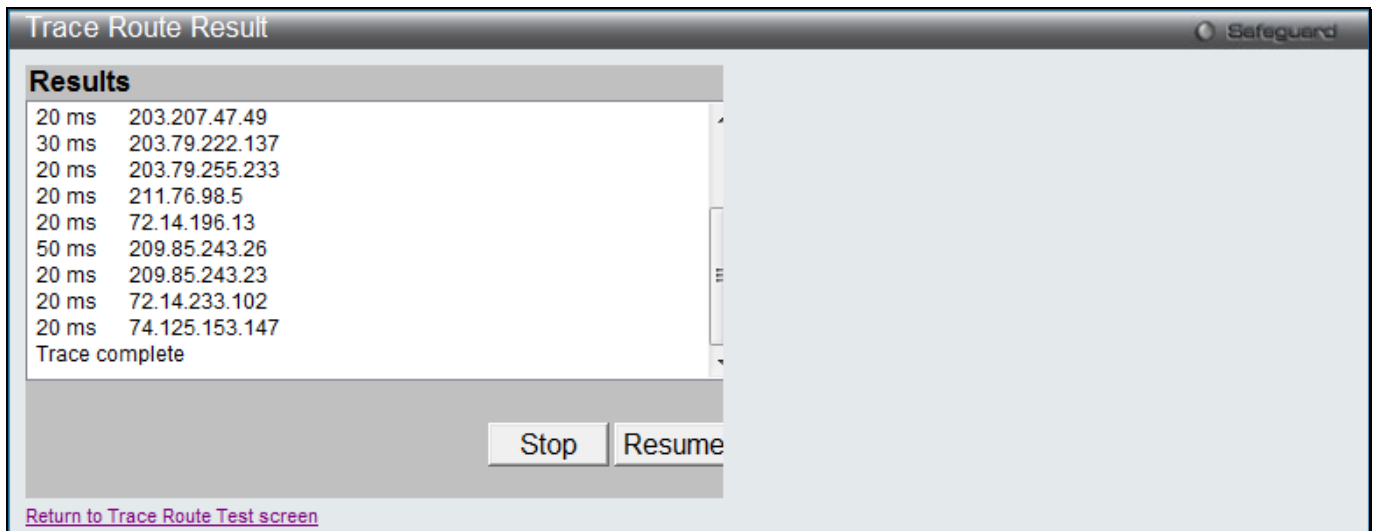 Trace Route Result
Safeguard
Results
20 ms 203.207.47.49
30 ms 203.79.222.137
20 ms 203.79.255.233
20 ms 211.76.98.5
20 ms 72.14.196.13
50 ms 209.85.243.26
20 ms 209.85.243.23
20 ms 72.14.233.102
20 ms 74.125.153.147
Trace complete
Stop Resume
Return to Trace Route Test screen